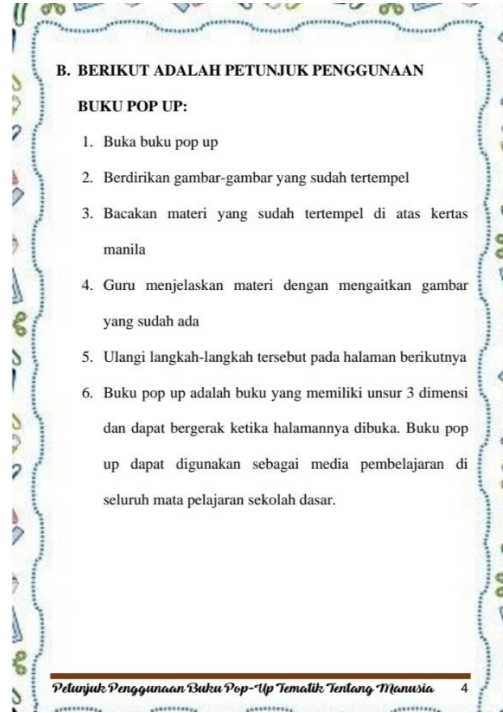 B. BERIKUT ADALAH PETUNJUK PENGGUNAAN
BUKU POP UP:
1. Buka buku pop up
2. Berdirikan gambar-gambar yang sudah tertempel
3. Bacakan materi yang sudah tertempel di atas kertas
manila
4. Guru menjelaskan materi dengan mengaitkan gambar
yang sudah ada
5. Ulangi langkah-langkah tersebut pada halaman berikutnya
6. Buku pop up adalah buku yang memiliki unsur 3 dimensi
dan dapat bergerak ketika halamannya dibuka. Buku pop
up dapat digunakan sebagai media pembelajaran di
seluruh mata pelajaran sekolah dasar.
Petunjuk Penggunaan Buku Pop-Up Tematik Tentang Manusia 4